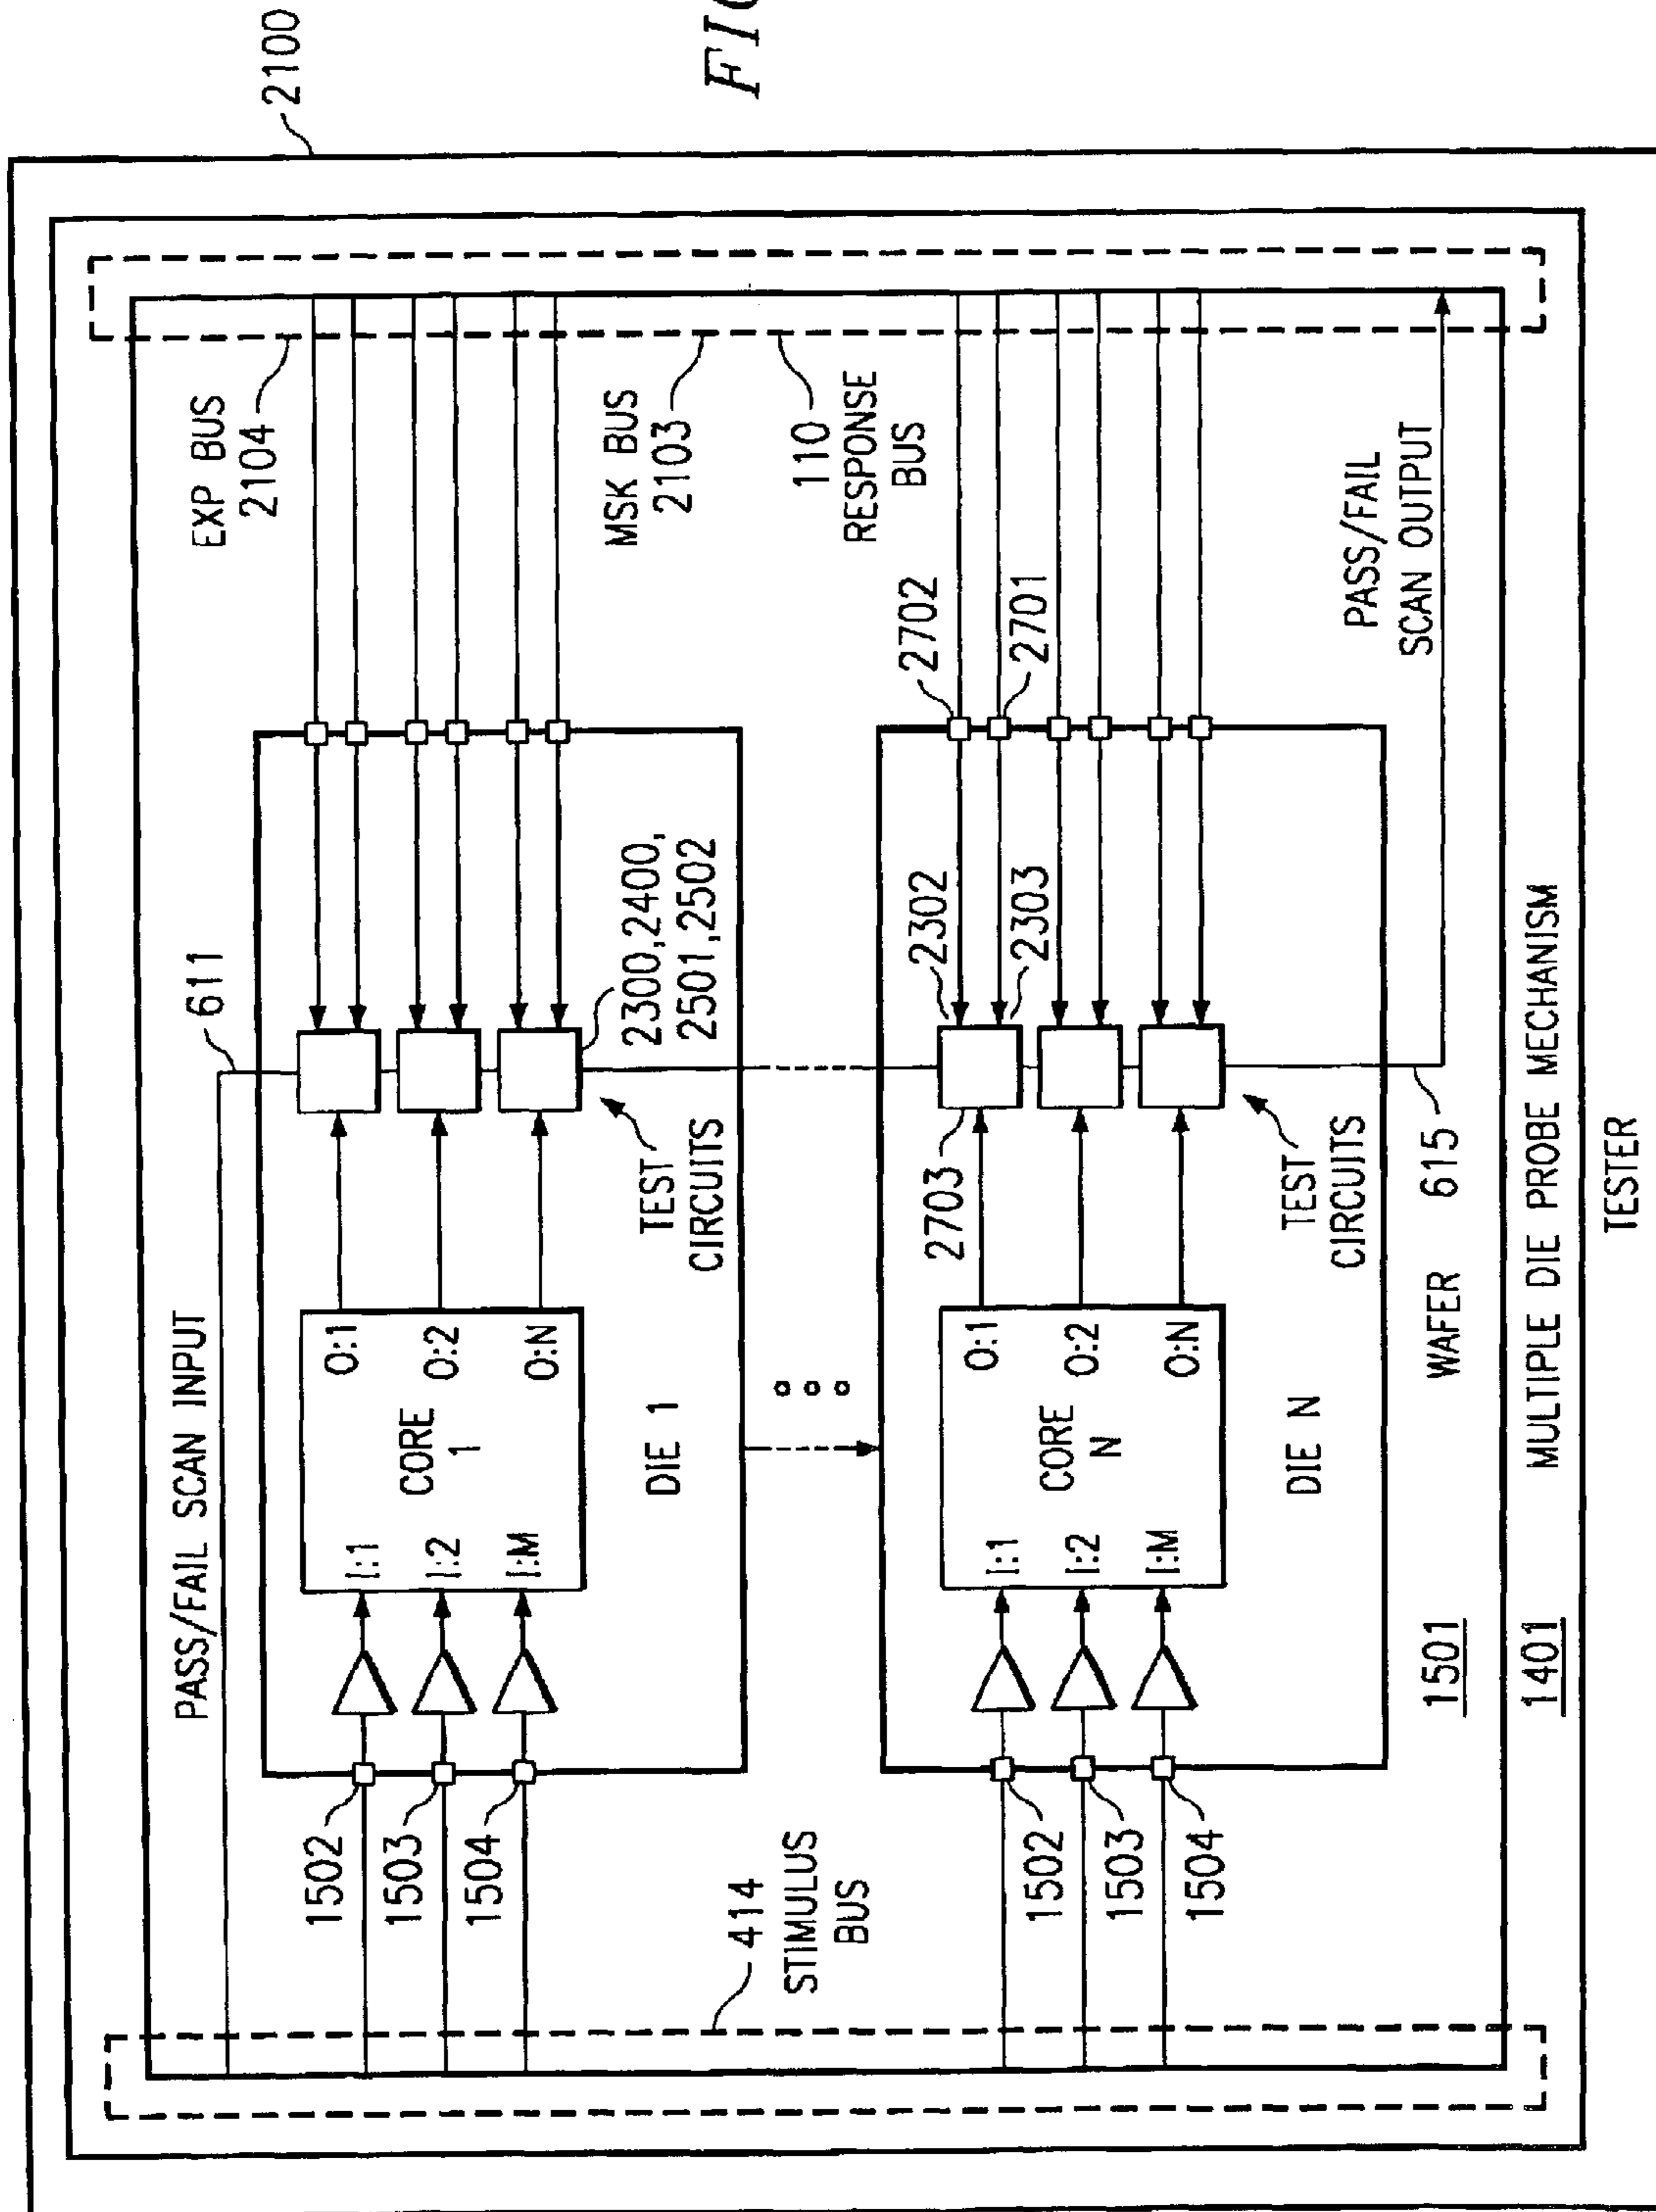 2100
FIG
PASS/FAIL SCAN INPUT
611
EXP BUS
2104
1502
1503
1504
I:1
I:2
I:M
CORE
1
O:1
O:2
O:N
DIE 1
TEST
CIRCUITS
2300,2400,
2501,2502
MSK BUS
2103
414
STIMULUS
BUS
110
RESPONSE
BUS
1502
1503
1504
I:1
I:2
I:M
CORE
N
O:1
O:2
O:N
DIE N
2703
2302
2303
2702
2701
TEST
CIRCUITS
PASS/FAIL
SCAN OUTPUT
1501
WAFER
615
1401
MULTIPLE DIE PROBE MECHANISM
TESTER